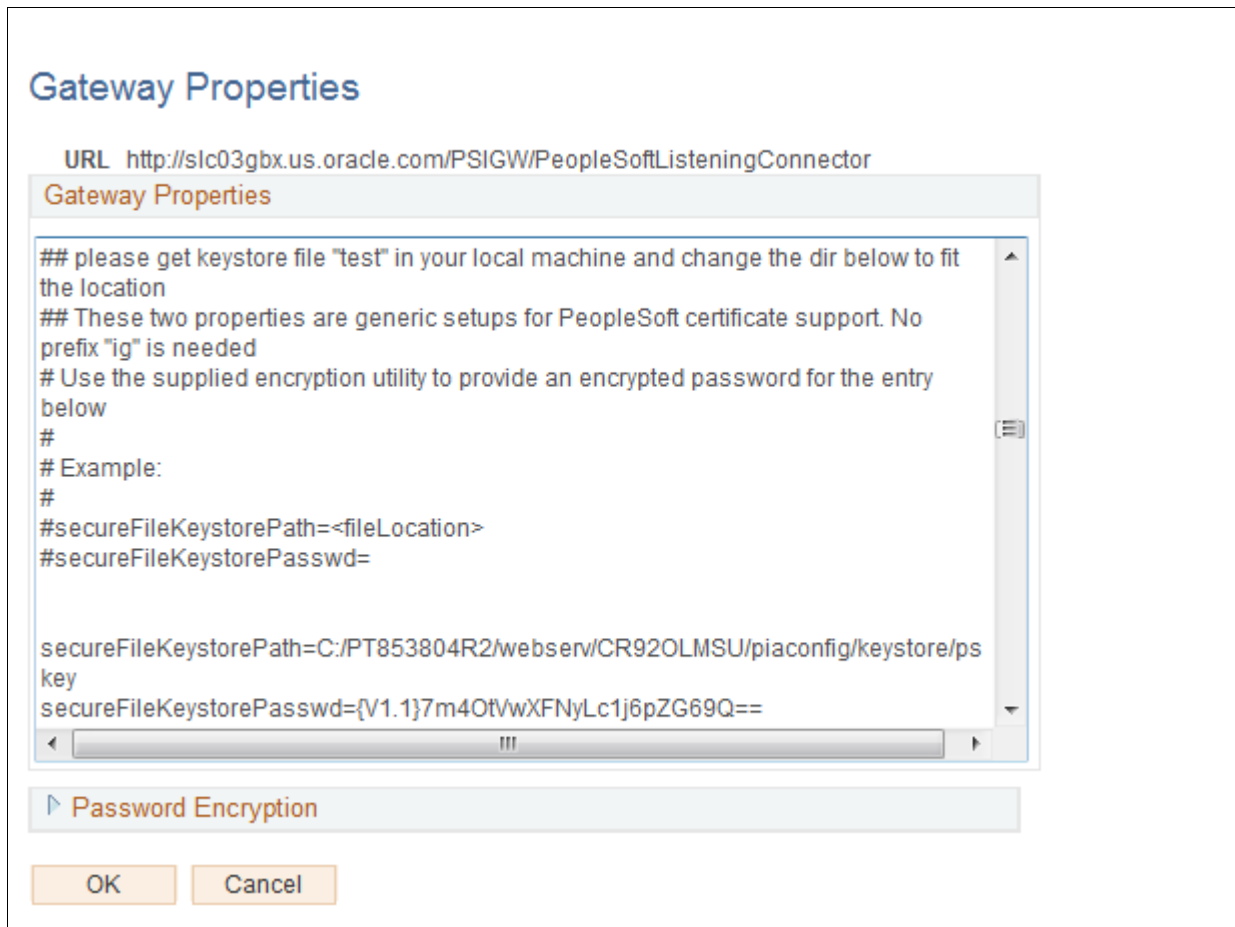 Gateway Properties
URL http://slc03gbx.us.oracle.com/PSIGW/PeopleSoftListeningConnector
Gateway Properties
## please get keystore file "test" in your local machine and change the dir below to fit
the location
## These two properties are generic setups for PeopleSoft certificate support. No
prefix "ig" is needed
# Use the supplied encryption utility to provide an encrypted password for the entry
below
#
# Example:
#
#secureFileKeystorePath=<fileLocation>
#secureFileKeystorePasswd=
secureFileKeystorePath=C:/PT853804R2/webserv/CR92OLMSU/piaconfig/keystore/ps
key
secureFileKeystorePasswd={V1.1}7m4OtVwXFNyLc1j6pZG69Q==
Password Encryption
OK Cancel